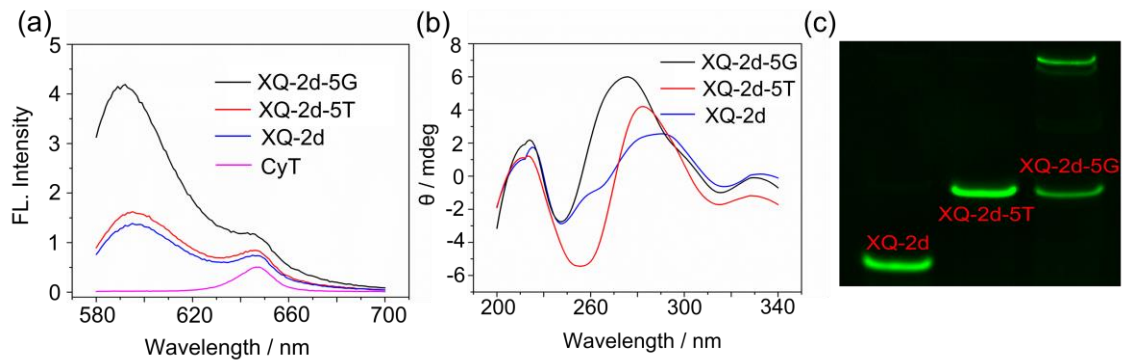 (a)
5
4
3
2
1
0
FL. Intensity
XQ-2d-5G
XQ-2d-5T
XQ-2d
CyT
580 620 660 700
Wavelength / nm
(b)
8
6
4
2
0
-2
-4
-6
θ / mdeg
XQ-2d-5G
XQ-2d-5T
XQ-2d
200 260 300 340
Wavelength / nm
(c)
XQ-2d
XQ-2d-5T
XQ-2d-5G